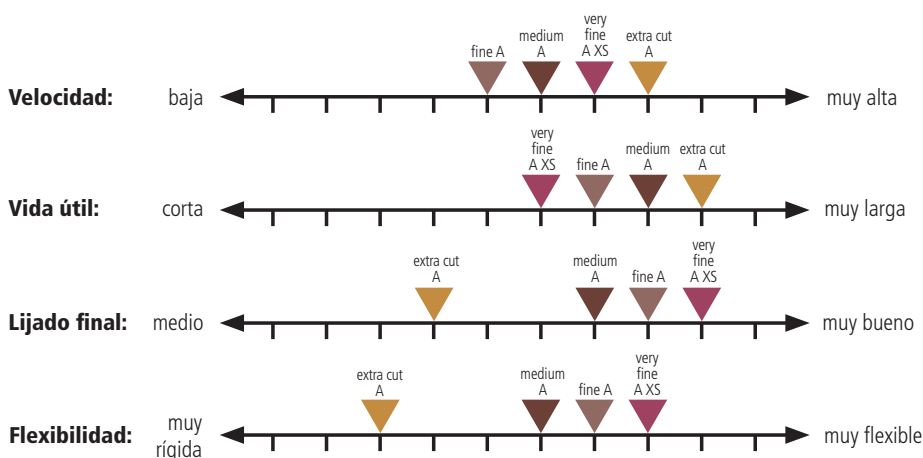 very
fine
A XS
medium
A
extra cut
A
fine A
Velocidad:
baja
muy alta
very
fine
A XS
fine A
medium
A
extra cut
A
Vida útil:
corta
muy larga
extra cut
A
medium
A
fine A
very
fine
A XS
Lijado final:
medio
muy bueno
extra cut
A
medium
A
fine A
very
fine
A XS
Flexibilidad:
muy
rígida
muy flexible